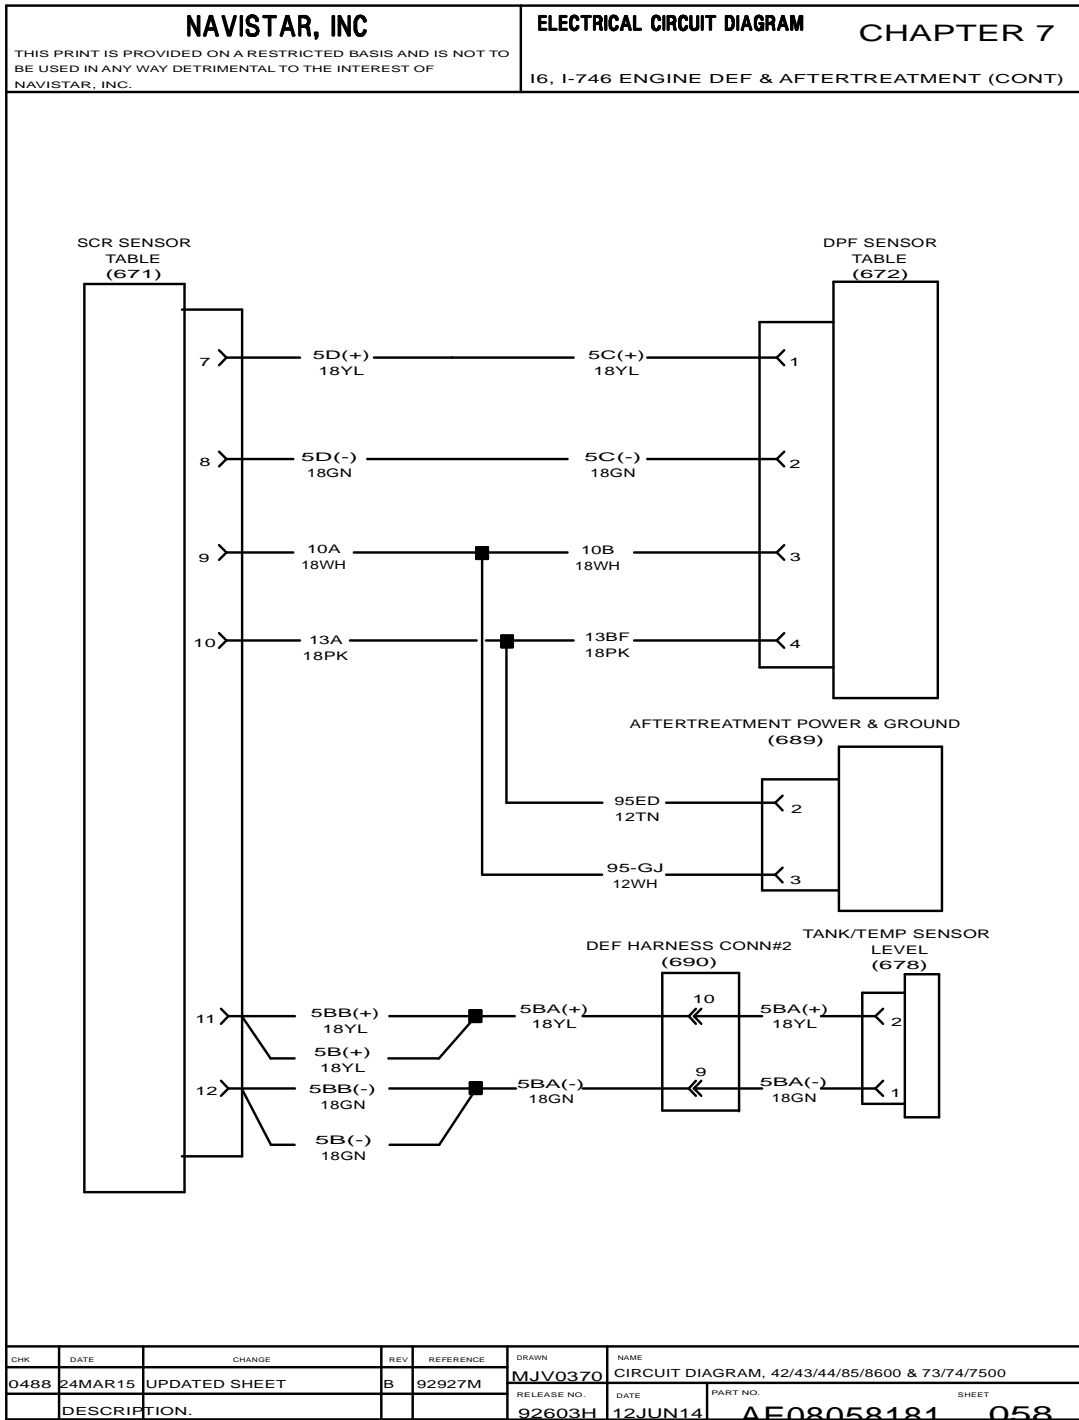 NAVISTAR, INC
THIS PRINT IS PROVIDED ON A RESTRICTED BASIS AND IS NOT TO
BE USED IN ANY WAY DETRIMENTAL TO THE INTEREST OF
NAVISTAR, INC.
ELECTRICAL CIRCUIT DIAGRAM
CHAPTER 7
I6, I-746 ENGINE DEF & AFTERTREATMENT (CONT)
SCR SENSOR
TABLE
(671)
DPF SENSOR
TABLE
(672)
7
5D(+)
18YL
5C(+)
18YL
1
8
5D(-)
18GN
5C(-)
18GN
2
9
10A
18WH
10B
18WH
3
10
13A
18PK
13BF
18PK
4
AFTERTREATMENT POWER & GROUND
(689)
95ED
12TN
2
95-GJ
12WH
3
DEF HARNESS CONN#2
(690)
TANK/TEMP SENSOR
LEVEL
(678)
11
5BB(+)
18YL
5B(+)
18YL
5BA(+)
18YL
10
5BA(+)
18YL
2
12
5BB(-)
18GN
5B(-)
18GN
5BA(-)
18GN
9
5BA(-)
18GN
1
CHK DATE CHANGE REV REFERENCE
0488 24MAR15 UPDATED SHEET B 92927M
DESCRIPTION.
DRAWN
MJV0370
NAME
CIRCUIT DIAGRAM, 42/43/44/85/8600 & 73/74/7500
RELEASE NO.
92603H
DATE
12JUN14
PART NO.
AE08058181
SHEET
058